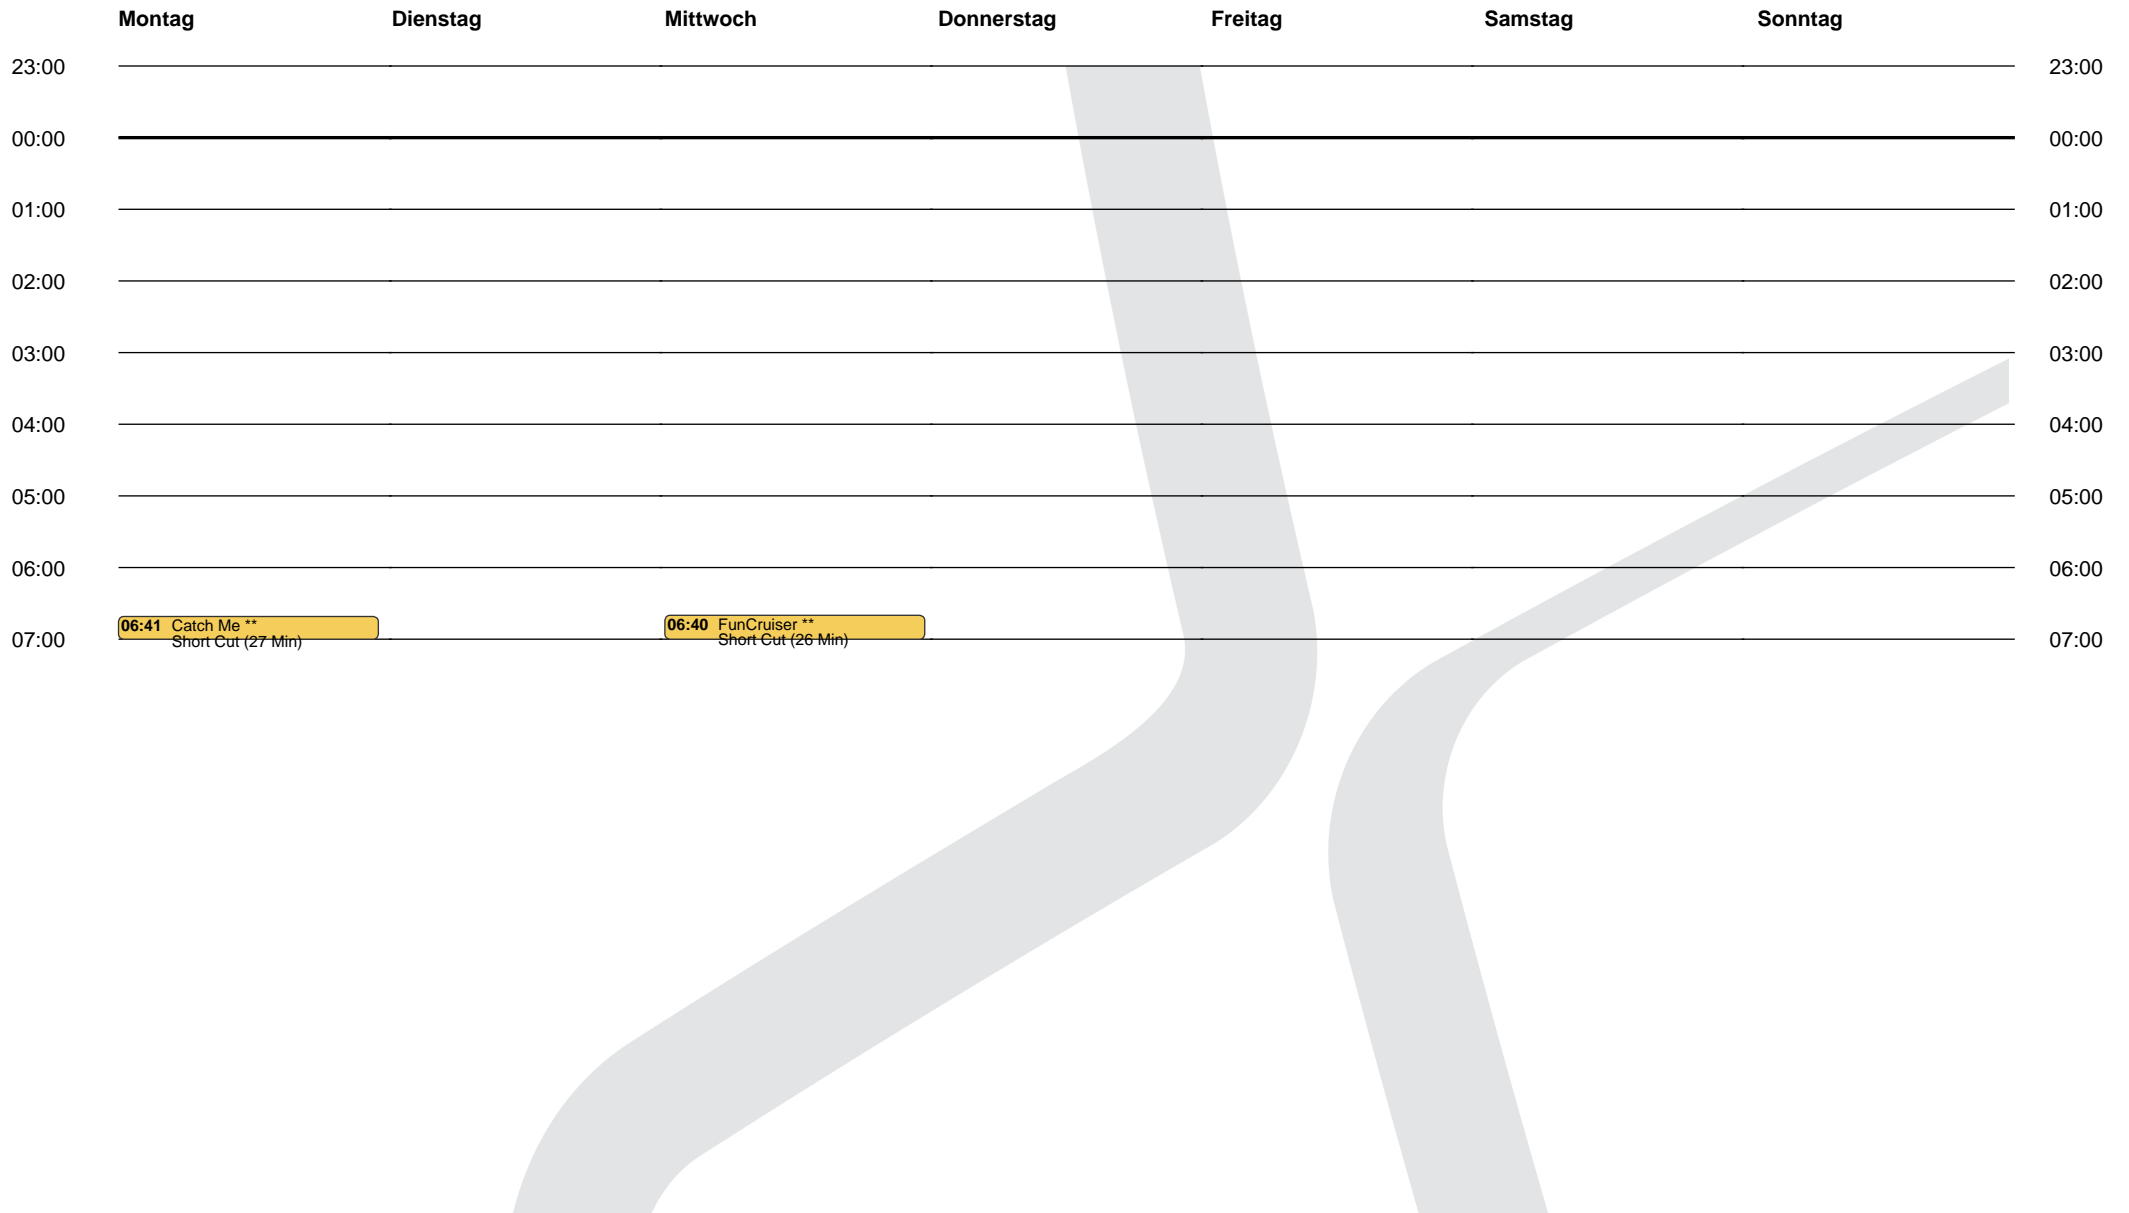 Montag Dienstag Mittwoch Donnerstag Freitag Samstag Sonntag
23:00 23:00
00:00 00:00
01:00 01:00
02:00 02:00
03:00 03:00
04:00 04:00
05:00 05:00
06:00 06:00
06:41 Catch Me ** 06:40 FunCruiser **
07:00 Short Cut (27 Min) Short Cut (26 Min) 07:00